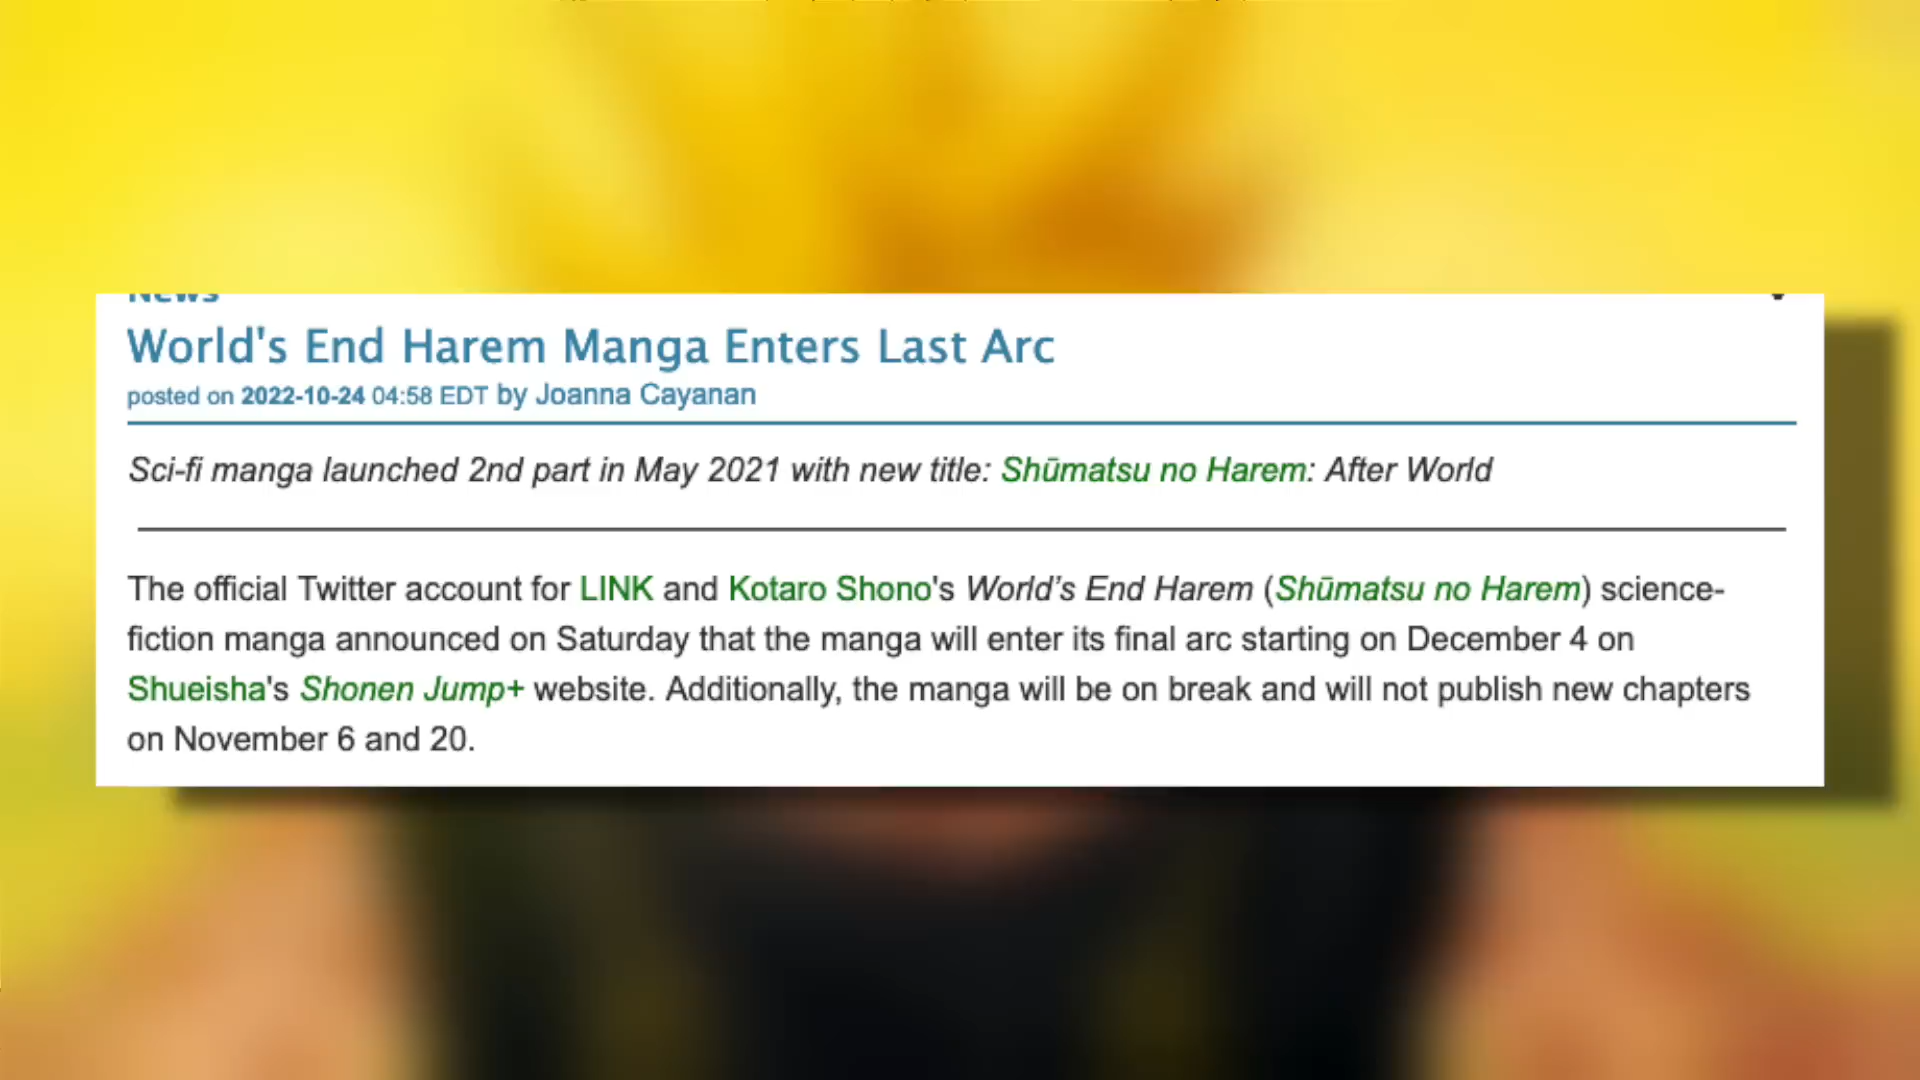 News
World's End Harem Manga Enters Last Arc
posted on 2022-10-24 04:58 EDT by Joanna Cayanan
Sci-fi manga launched 2nd part in May 2021 with new title: Shūmatsu no Harem: After World
The official Twitter account for LINK and Kotaro Shono's World's End Harem (Shūmatsu no Harem) science-
fiction manga announced on Saturday that the manga will enter its final arc starting on December 4 on
Shueisha's Shonen Jump+ website. Additionally, the manga will be on break and will not publish new chapters
on November 6 and 20.